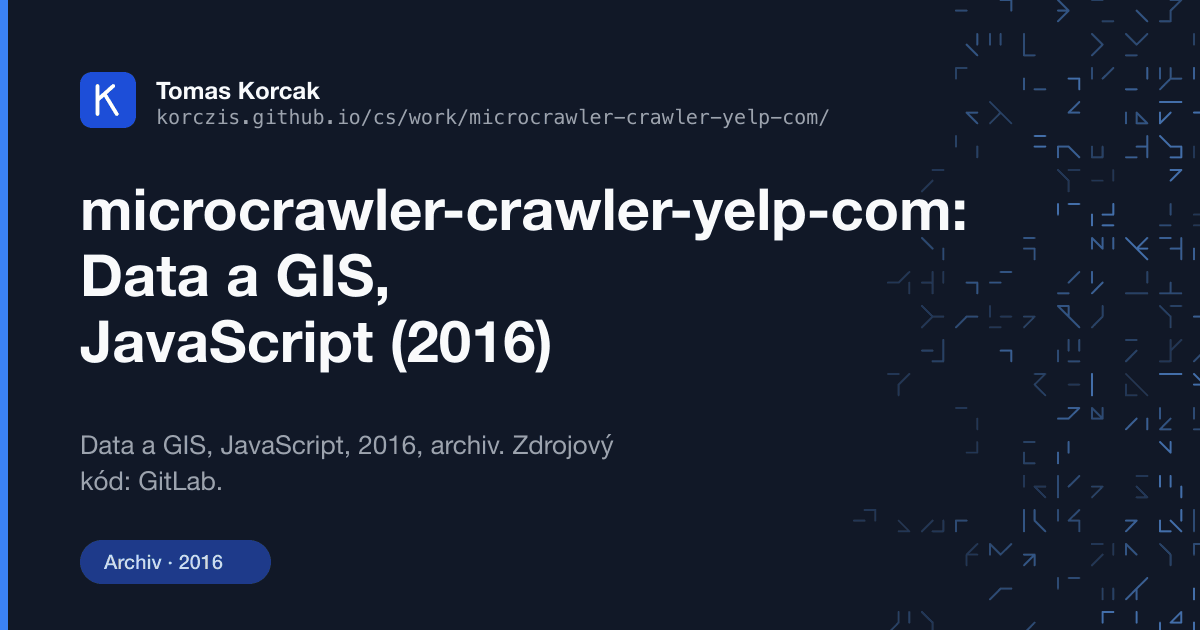 K
Tomas Korcak
korczis.github.io/cs/work/microcrawler-crawler-yelp-com/
microcrawler-crawler-yelp-com:
Data a GIS,
JavaScript (2016)
Data a GIS, JavaScript, 2016, archiv. Zdrojový
kód: GitLab.
Archiv · 2016